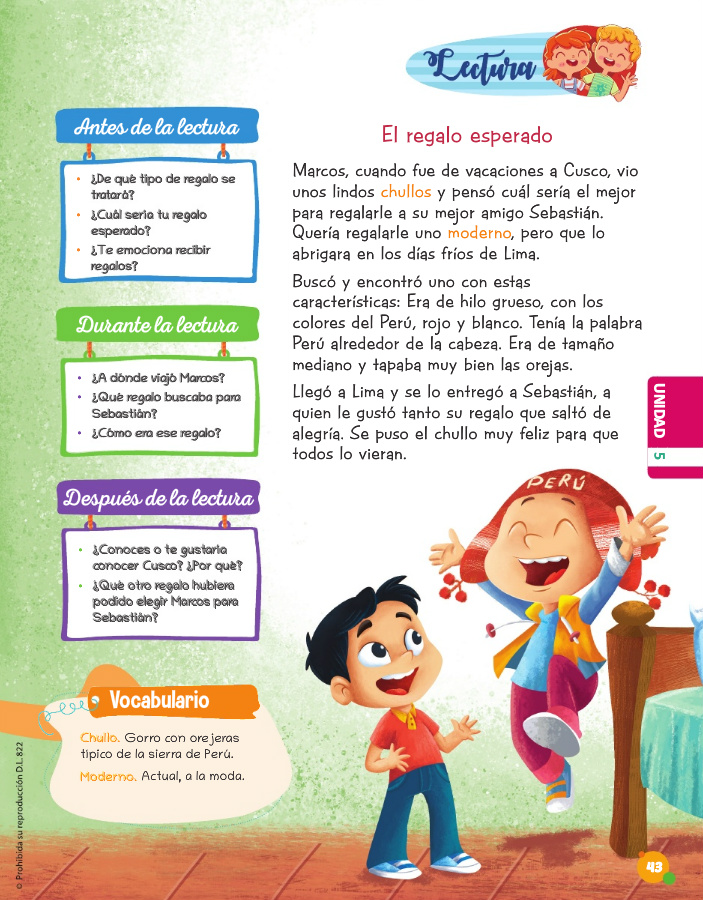 Lectura
Antes de la lectura
• ¿De qué tipo de regalo se
tratará?
• ¿Cuál sería tu regalo
esperado?
• ¿Te emociona recibir
regalos?
Durante la lectura
• ¿A dónde viajó Marcos?
• ¿Qué regalo buscaba para
Sebastián?
• ¿Cómo era ese regalo?
Después de la lectura
• ¿Conoces o te gustaría
conocer Cusco? ¿Por qué?
• ¿Qué otro regalo hubiera
podido elegir Marcos para
Sebastián?
Vocabulario
Chullo. Gorro con orejeras
típico de la sierra de Perú.
Moderno. Actual, a la moda.
El regalo esperado
Marcos, cuando fue de vacaciones a Cusco, vio
unos lindos chullos y pensó cuál sería el mejor
para regalarle a su mejor amigo Sebastián.
Quería regalarle uno moderno, pero que lo
abrigara en los días fríos de Lima.
Buscó y encontró uno con estas
características: Era de hilo grueso, con los
colores del Perú, rojo y blanco. Tenía la palabra
Perú alrededor de la cabeza. Era de tamaño
mediano y tapaba muy bien las orejas.
Llegó a Lima y se lo entregó a Sebastián, a
quien le gustó tanto su regalo que saltó de
alegría. Se puso el chullo muy feliz para que
todos lo vieran.
PERÚ
UNIDAD 5
© Prohibida su reproducción D.L. 822
43